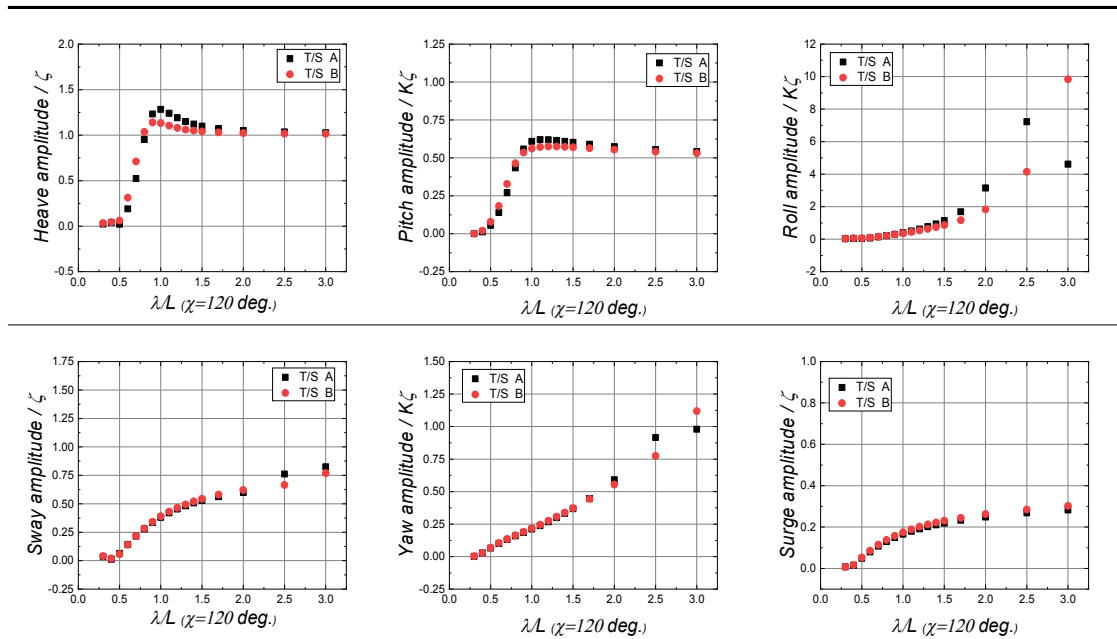 Heave amplitude / ζ
2.0
1.5
1.0
0.5
0.0
-0.5
T/S A
T/S B
0.0 0.5 1.0 1.5 2.0 2.5 3.0
λ/L (χ=120 deg.)
Pitch amplitude / Kζ
1.25
1.00
0.75
0.50
0.25
0.00
-0.25
T/S A
T/S B
0.0 0.5 1.0 1.5 2.0 2.5 3.0
λ/L (χ=120 deg.)
Roll amplitude / Kζ
12
10
8
6
4
2
0
-2
T/S A
T/S B
0.0 0.5 1.0 1.5 2.0 2.5 3.0
λ/L (χ=120 deg.)
Sway amplitude / ζ
1.75
1.50
1.25
1.00
0.75
0.50
0.25
0.00
-0.25
T/S A
T/S B
0.0 0.5 1.0 1.5 2.0 2.5 3.0
λ/L (χ=120 deg.)
Yaw amplitude / Kζ
1.50
1.25
1.00
0.75
0.50
0.25
0.00
-0.25
T/S A
T/S B
0.0 0.5 1.0 1.5 2.0 2.5 3.0
λ/L (χ=120 deg.)
Surge amplitude / ζ
1.0
0.8
0.6
0.4
0.2
0.0
T/S A
T/S B
0.0 0.5 1.0 1.5 2.0 2.5 3.0
λ/L (χ=120 deg.)